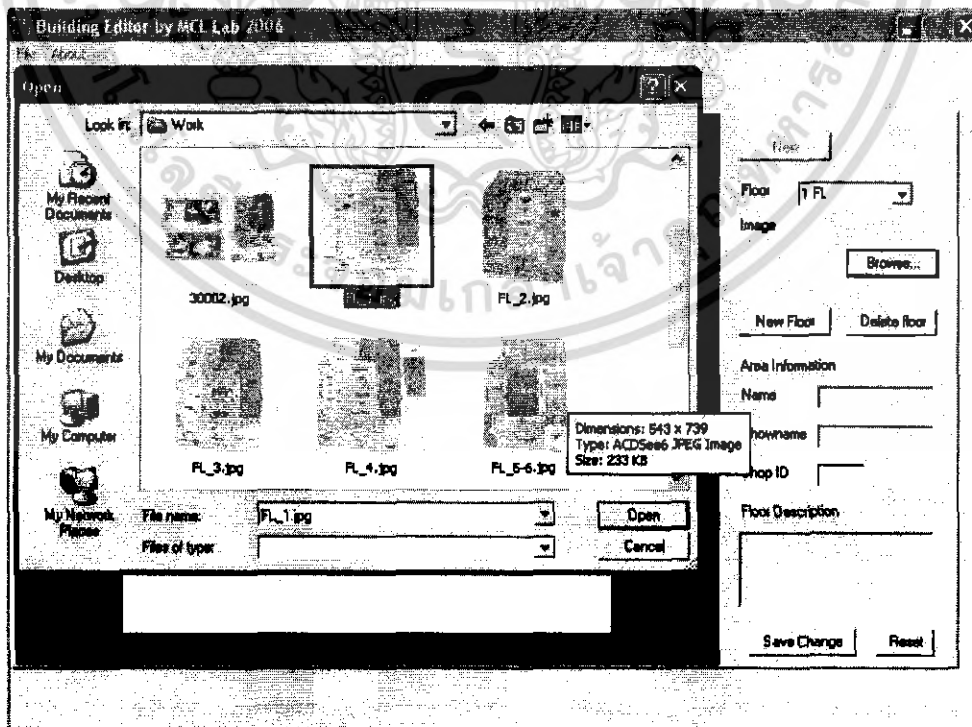 Building Editor by MCL Lab 2006
File About
Open
Look in: Work
My Recent Documents
Desktop
My Documents
My Computer
My Network Places
30002.jpg
FL_2.jpg
FL_3.jpg
FL_4.jpg
FL_5-6.jpg
Dimensions: 543 x 739
Type: ACDSee6 JPEG Image
Size: 233 KB
File name: FL_1.jpg
Open
Files of type:
Cancel
New
Floor 1 FL
Image
Browse...
New Floor Delete floor
Area Information
Name
howname
hop ID
Floor Description
Save Change Reset